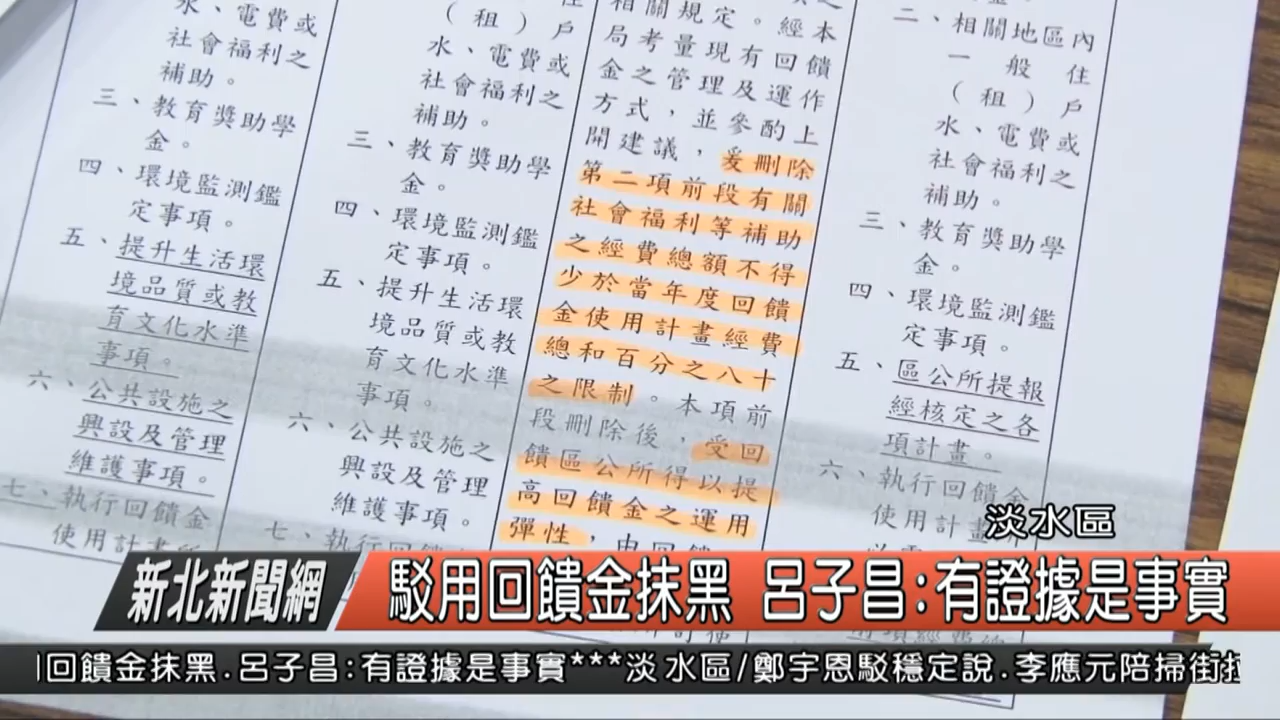 水、電費或
社會福利之
補助。
三、教育獎助學
金。
四、環境監測鑑
定事項。
五、提升生活環
境品質或教
育文化水準
事項。
六、公共設施之
興設及管理
維護事項。
七、執行回饋金
（租）戶
水、電費或
社會福利之
補助。
三、教育獎助學
金。
四、環境監測鑑
定事項。
五、提升生活環
境品質或教
育文化水準
事項。
六、公共設施之
興設及管理
維護事項。
七、執行
相關規定。經本
局考量現有回饋
金之管理及運作
方式，並參酌上
開建議，爰刪除
第二項前段有關
社會福利等補助
之經費總額不得
少於當年度回饋
金使用計畫經費
總和百分之八十
之限制。本項前
段刪除後，受回
饋區公所得以提
高回饋金之運用
彈性，由回饋
二、相關地區內
一般住
（租）戶
水、電費或
社會福利之
補助。
三、教育獎助學
金。
四、環境監測鑑
定事項。
五、區公所提報
經核定之各
項計畫。
六、執行回饋金
使用計畫
淡水區
新北新聞網
駁用回饋金抹黑 呂子昌:有證據是事實
回饋金抹黑.呂子昌:有證據是事實***淡水區/鄭宇恩駁穩定說.李應元陪掃街拉